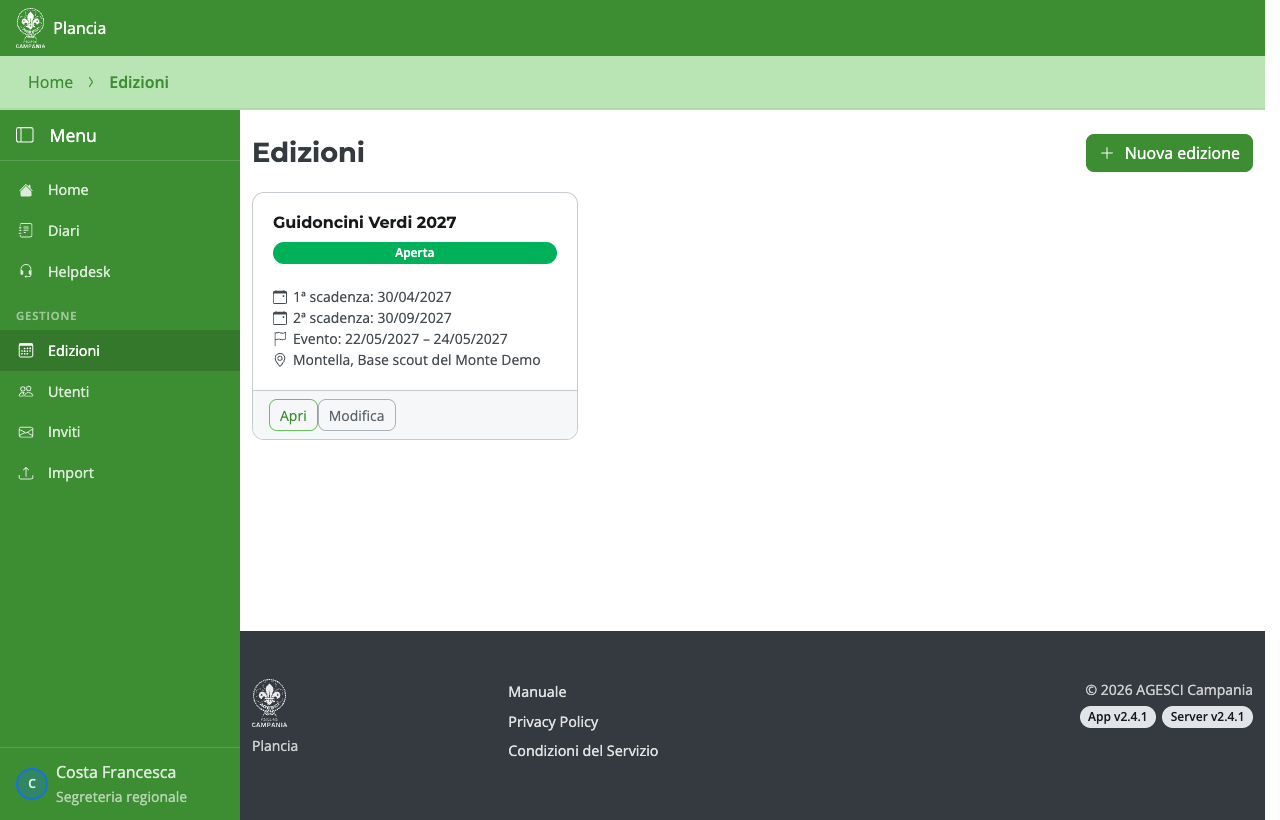 Plancia
CAMPANIA
Home
Edizioni
Menu
Home
Diari
Helpdesk
GESTIONE
Edizioni
Utenti
Inviti
Import
Costa Francesca
C
Segreteria regionale
Edizioni
Nuova edizione
Guidoncini Verdi 2027
Aperta
1ª scadenza: 30/04/2027
2ª scadenza: 30/09/2027
Evento: 22/05/2027 – 24/05/2027
Montella, Base scout del Monte Demo
Apri
Modifica
CAMPANIA
Plancia
Manuale
Privacy Policy
Condizioni del Servizio
© 2026 AGESCI Campania
App v2.4.1
Server v2.4.1